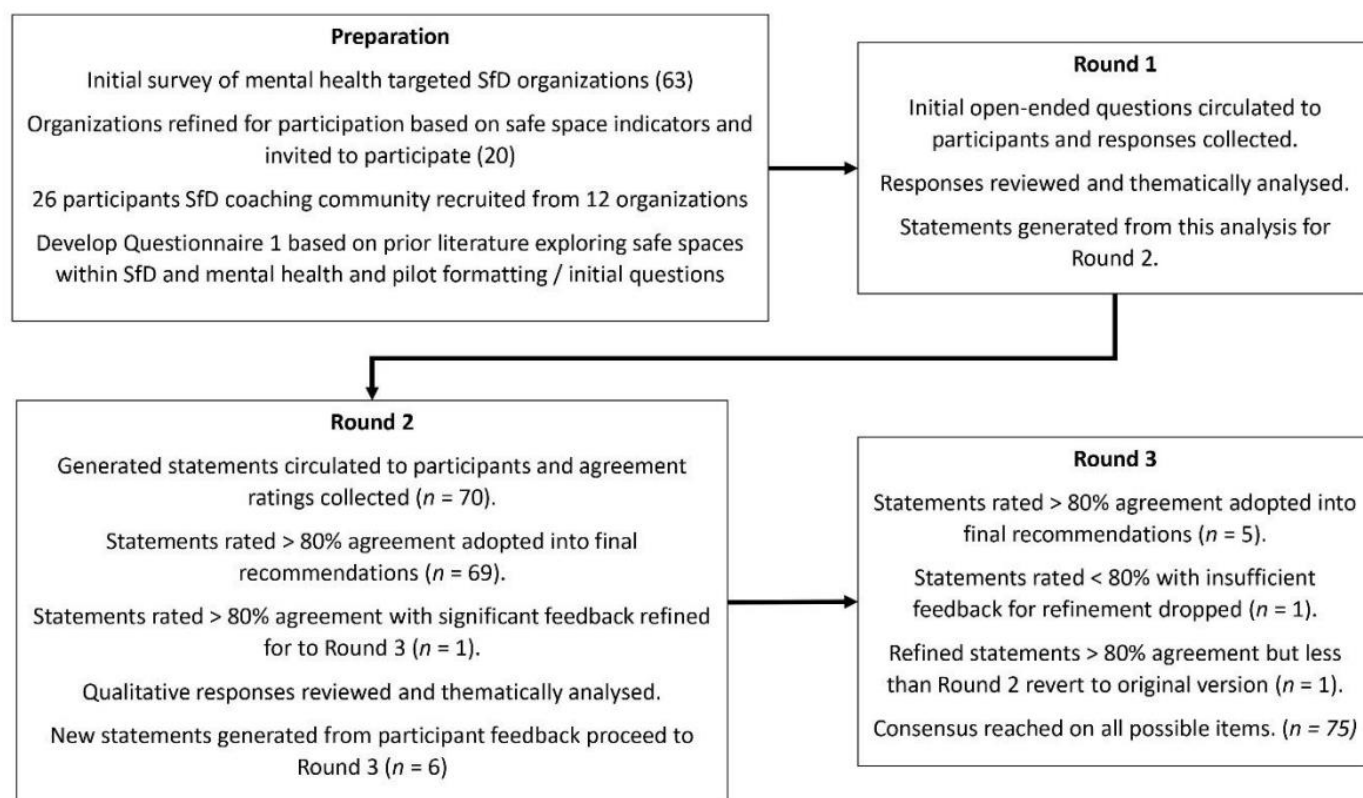 Preparation
Initial survey of mental health targeted SfD organizations (63)
Organizations refined for participation based on safe space indicators and
invited to participate (20)
26 participants SfD coaching community recruited from 12 organizations
Develop Questionnaire 1 based on prior literature exploring safe spaces
within SfD and mental health and pilot formatting / initial questions
Round 1
Initial open-ended questions circulated to
participants and responses collected.
Responses reviewed and thematically analysed.
Statements generated from this analysis for
Round 2.
Round 2
Generated statements circulated to participants and agreement
ratings collected (n = 70).
Statements rated > 80% agreement adopted into final
recommendations (n = 69).
Statements rated > 80% agreement with significant feedback refined
for to Round 3 (n = 1).
Qualitative responses reviewed and thematically analysed.
New statements generated from participant feedback proceed to
Round 3 (n = 6)
Round 3
Statements rated > 80% agreement adopted into
final recommendations (n = 5).
Statements rated < 80% with insufficient
feedback for refinement dropped (n = 1).
Refined statements > 80% agreement but less
than Round 2 revert to original version (n = 1).
Consensus reached on all possible items. (n = 75)